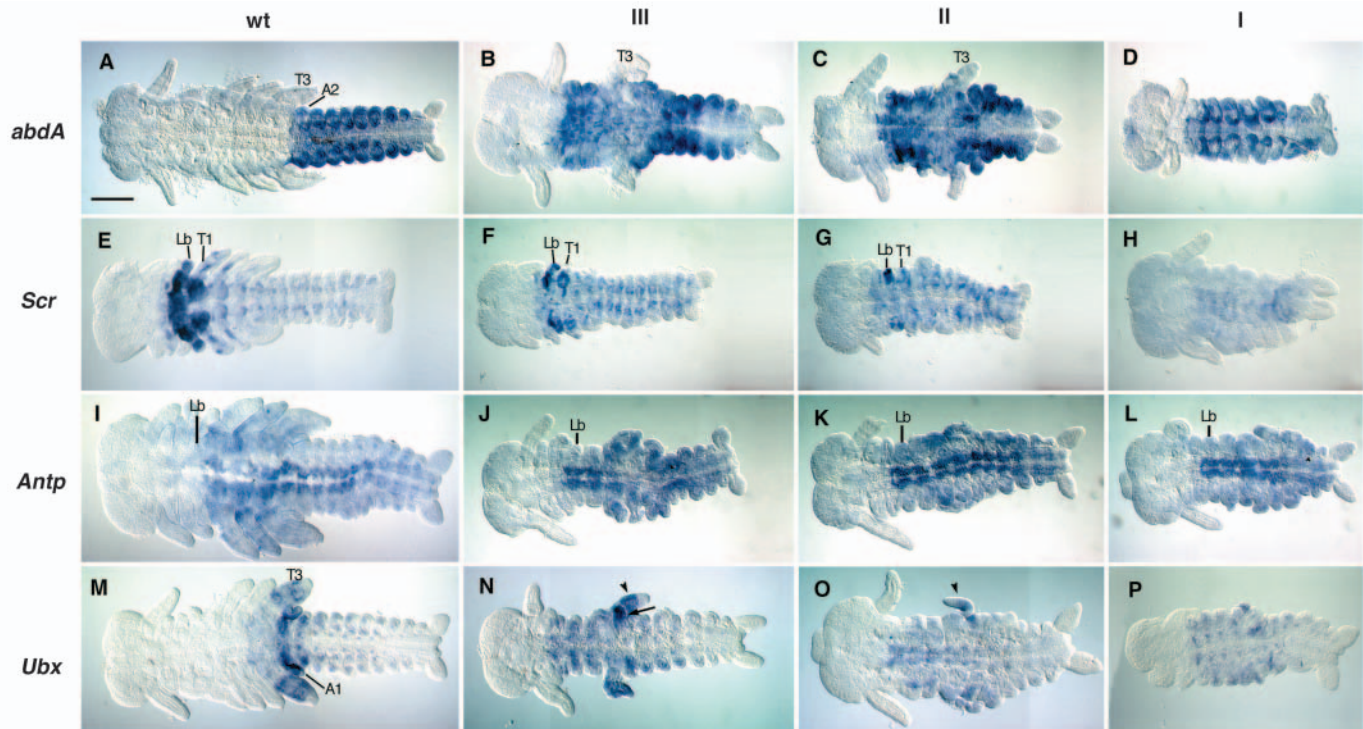 wt III II I
abdA A T3 A2 B T3 C T3 D
Scr E Lb T1 F Lb T1 G Lb T1 H
Antp I Lb J Lb K Lb L Lb
Ubx M T3 A1 N O P